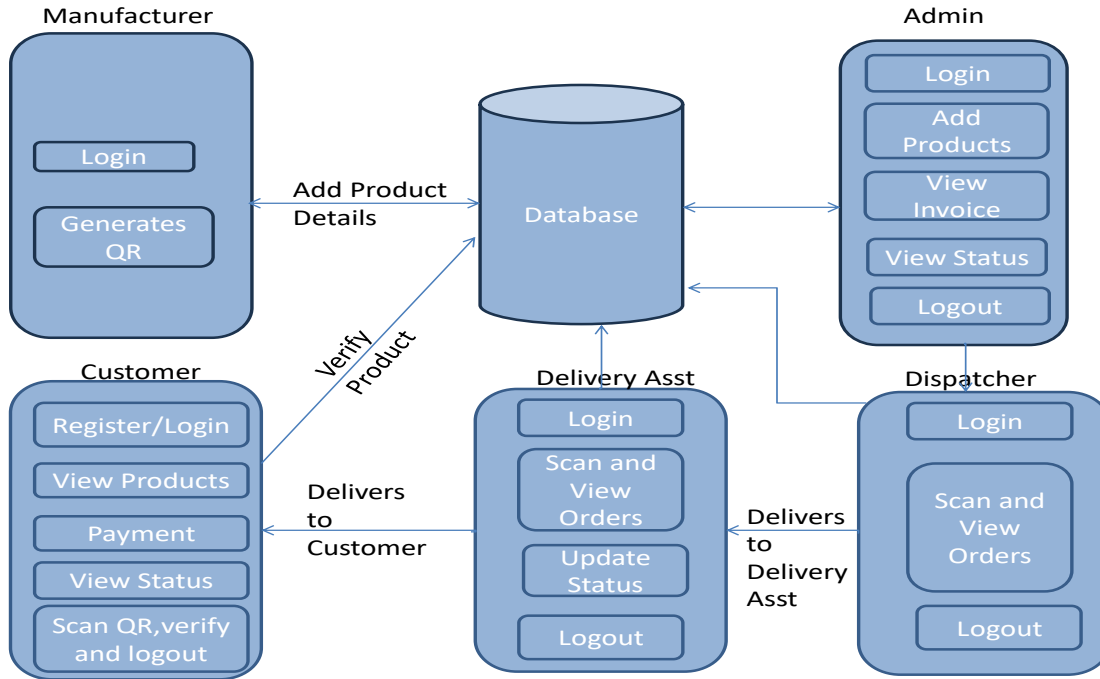 Manufacturer
Login
Generates
QR
Add Product
Details
Database
Admin
Login
Add
Products
View
Invoice
View Status
Logout
Verify
Product
Customer
Register/Login
View Products
Payment
View Status
Scan QR,verify
and logout
Delivers
to
Customer
Delivery Asst
Login
Scan and
View
Orders
Update
Status
Logout
Delivers
to
Delivery
Asst
Dispatcher
Login
Scan and
View
Orders
Logout